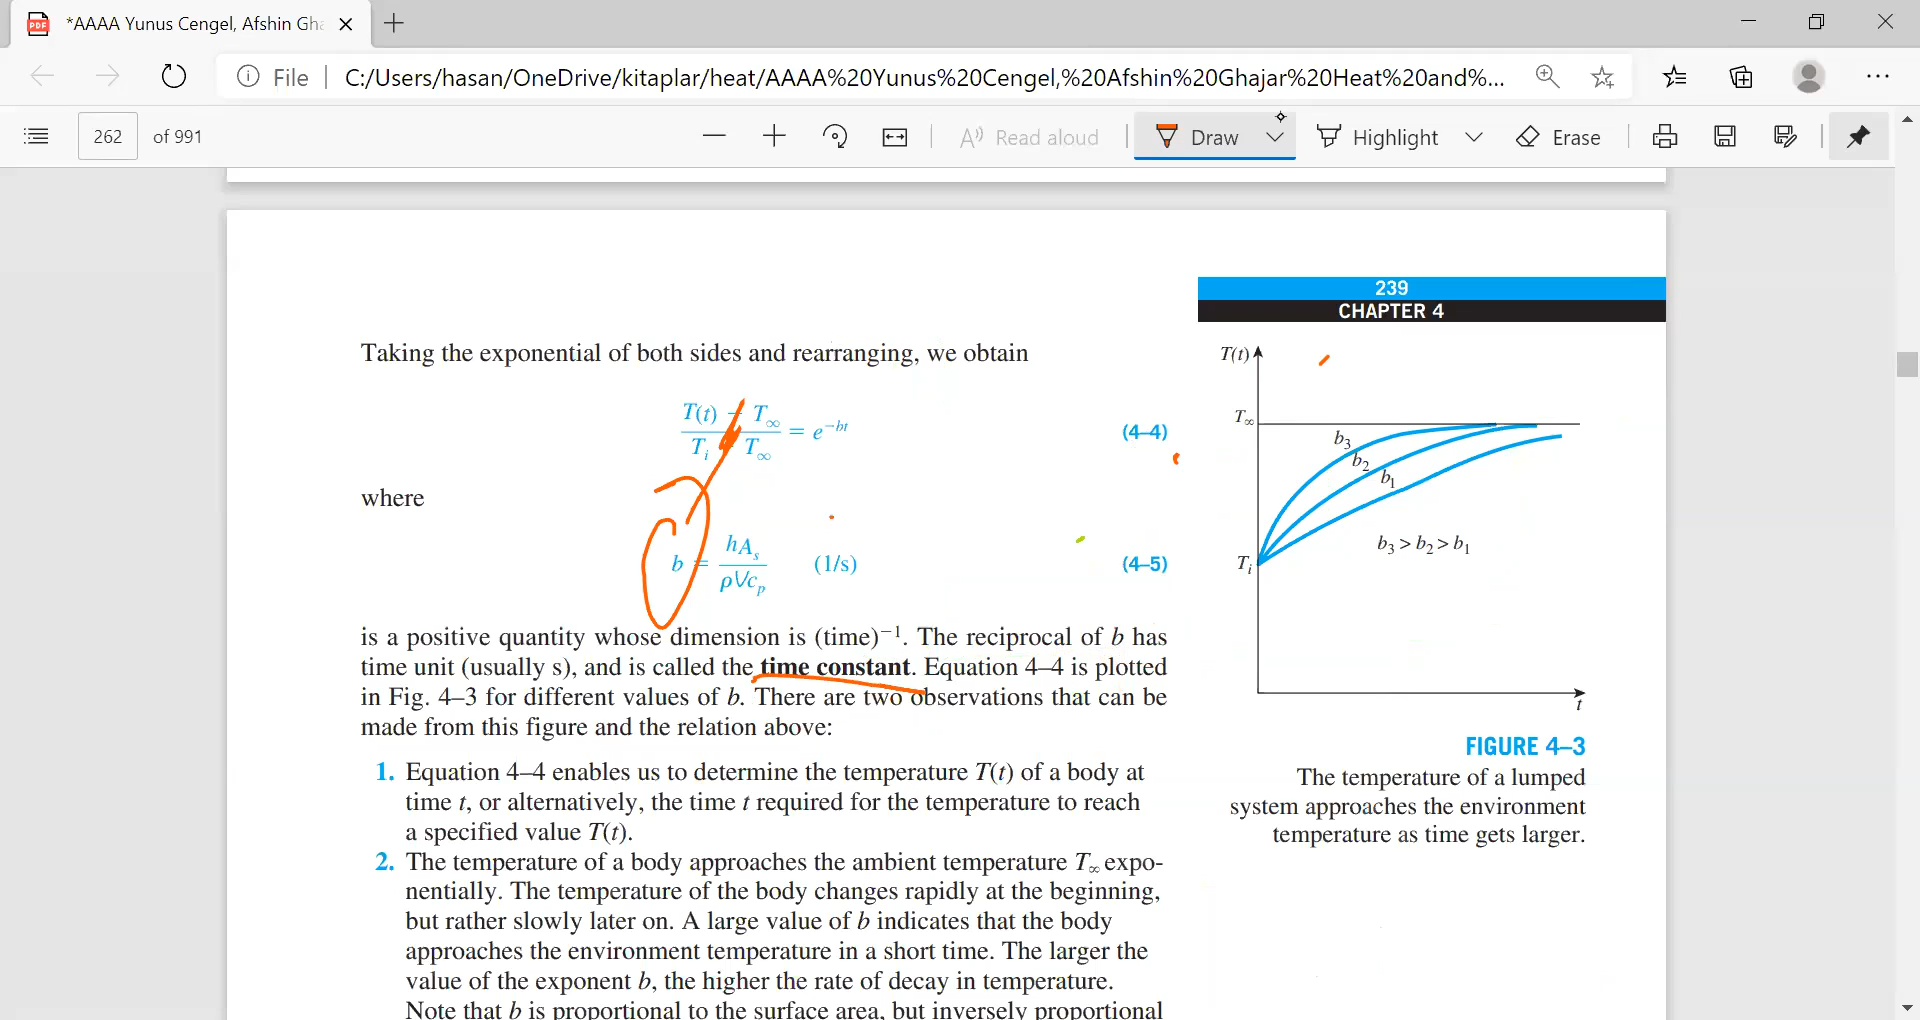 *AAAA Yunus Cengel, Afshin Gha
File
C:/Users/hasan/OneDrive/kitaplar/heat/AAAA%20Yunus%20Cengel,%20Afshin%20Ghajar%20Heat%20and%...
262 of 991
Read aloud
Draw
Highlight
Erase
239
CHAPTER 4
Taking the exponential of both sides and rearranging, we obtain
T(t) − T∞ / Ti − T∞ = e^−bt (4–4)
where
b = hAs / ρVcp (1/s) (4–5)
is a positive quantity whose dimension is (time)⁻¹. The reciprocal of b has
time unit (usually s), and is called the time constant. Equation 4–4 is plotted
in Fig. 4–3 for different values of b. There are two observations that can be
made from this figure and the relation above:
1. Equation 4–4 enables us to determine the temperature T(t) of a body at
time t, or alternatively, the time t required for the temperature to reach
a specified value T(t).
2. The temperature of a body approaches the ambient temperature T∞ expo-
nentially. The temperature of the body changes rapidly at the beginning,
but rather slowly later on. A large value of b indicates that the body
approaches the environment temperature in a short time. The larger the
value of the exponent b, the higher the rate of decay in temperature.
Note that b is proportional to the surface area, but inversely proportional
T(t)
T∞
b3
b2
b1
b3 > b2 > b1
Ti
t
FIGURE 4–3
The temperature of a lumped
system approaches the environment
temperature as time gets larger.